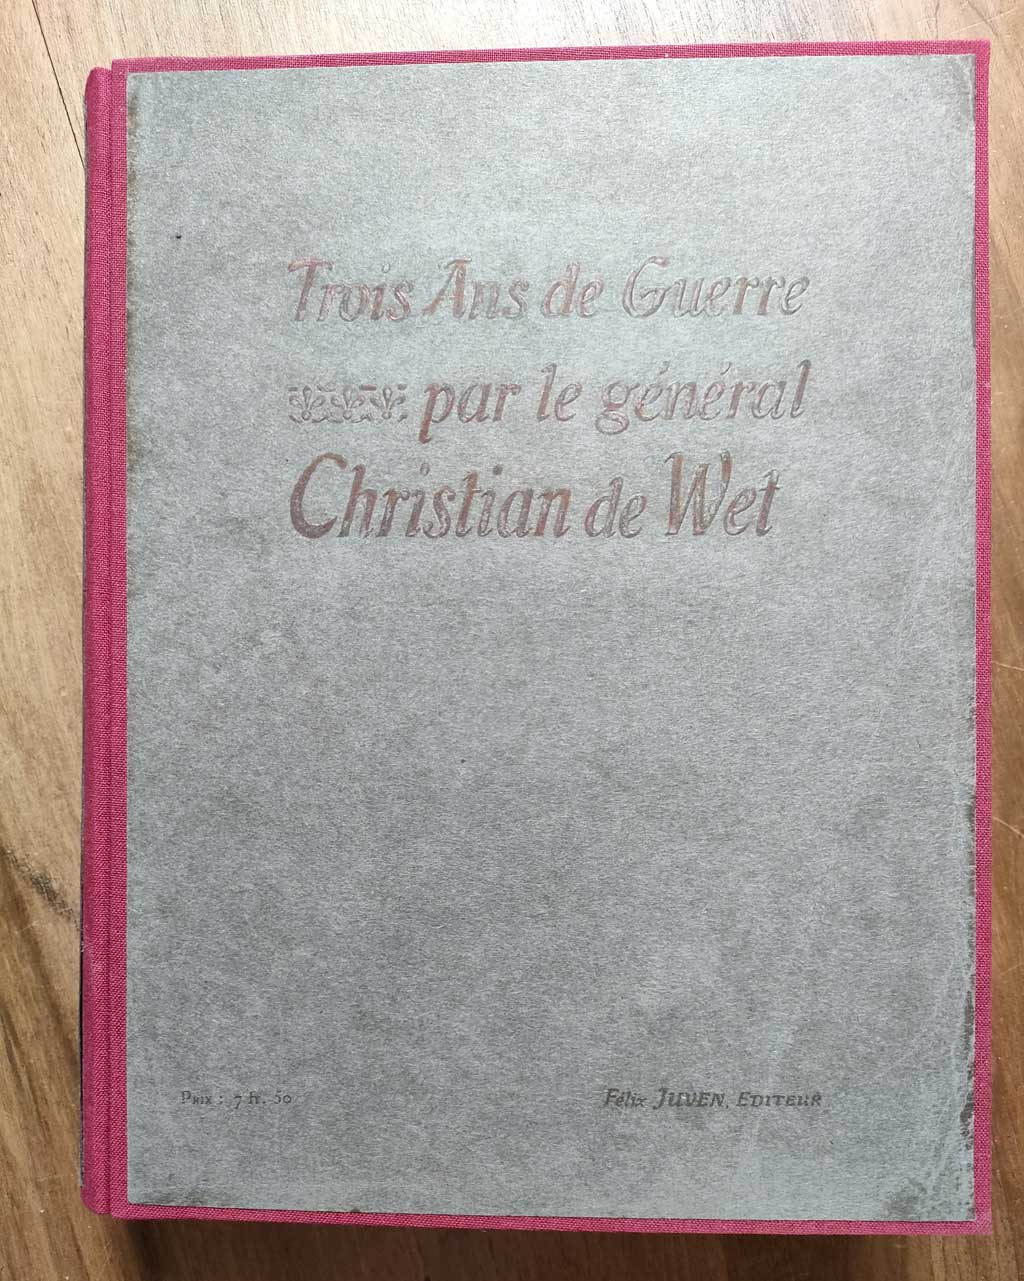 Trois Ans de Guerre
par le général
Christian de Wet
PRIX : 7 fr. 50
Félix JUVEN, EDITEUR